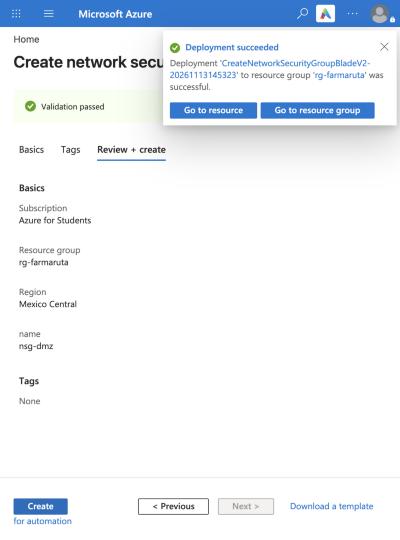 Microsoft Azure
Home
Create network secu
Deployment succeeded
Deployment 'CreateNetworkSecurityGroupBladeV2-
20261113145323' to resource group 'rg-farmaruta' was
successful.
Go to resource
Go to resource group
Validation passed
Basics
Tags
Review + create
Basics
Subscription
Azure for Students
Resource group
rg-farmaruta
Region
Mexico Central
name
nsg-dmz
Tags
None
Create
< Previous
Next >
Download a template
for automation